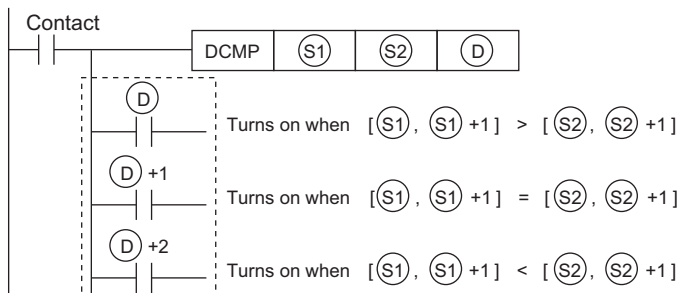 Contact
DCMP S1 S2 D
D
Turns on when [S1, S1 +1] > [S2, S2 +1]
D +1
Turns on when [S1, S1 +1] = [S2, S2 +1]
D +2
Turns on when [S1, S1 +1] < [S2, S2 +1]